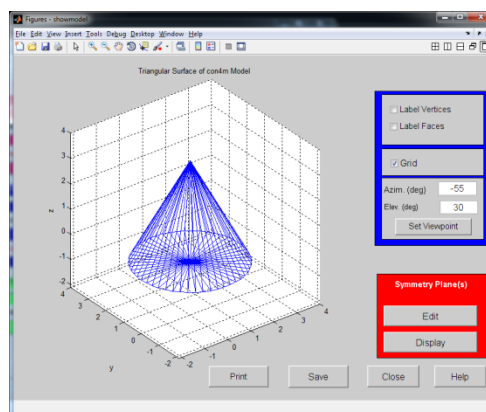 Figures - showmodel
File Edit View Insert Tools Debug Desktop Window Help
Triangular Surface of con4m Model
Label Vertices
Label Faces
Grid
Azim. (deg) -55
Elev. (deg) 30
Set Viewpoint
Symmetry Plane(s)
Edit
Display
4
3
2
1
0
-1
-2
z
4
3
2
1
0
-1
-2
y
-2
-1
0
1
2
3
4
x
Print Save Close Help